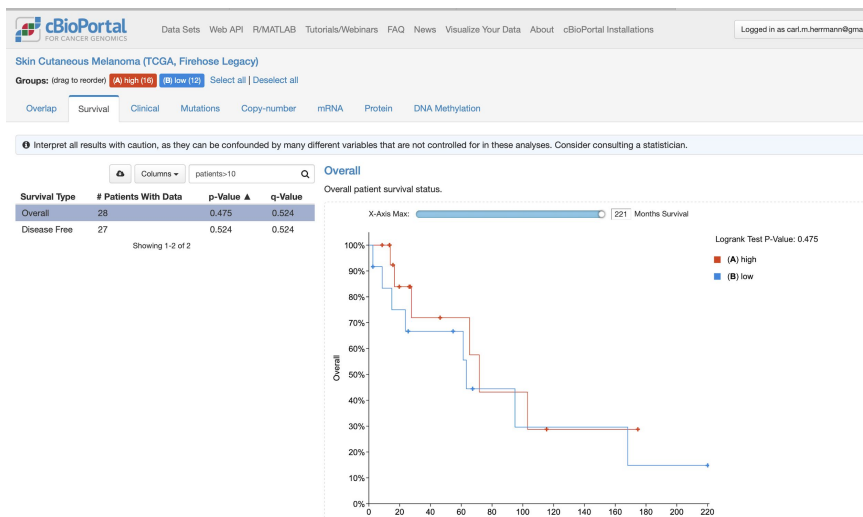 cBioPortal
FOR CANCER GENOMICS
Data Sets Web API R/MATLAB Tutorials/Webinars FAQ News Visualize Your Data About cBioPortal Installations
Logged in as carl.m.herrmann@gma
Skin Cutaneous Melanoma (TCGA, Firehose Legacy)
Groups: (drag to reorder) (A) high (16) (B) low (12) Select all | Deselect all
Overlap Survival Clinical Mutations Copy-number mRNA Protein DNA Methylation
Interpret all results with caution, as they can be confounded by many different variables that are not controlled for in these analyses. Consider consulting a statistician.
Columns patients>10
Survival Type # Patients With Data p-Value ▲ q-Value
Overall 28 0.475 0.524
Disease Free 27 0.524 0.524
Showing 1-2 of 2
Overall
Overall patient survival status.
X-Axis Max: 221 Months Survival
Logrank Test P-Value: 0.475
(A) high
(B) low
Overall
100%
90%
80%
70%
60%
50%
40%
30%
20%
10%
0%
0 20 40 60 80 100 120 140 160 180 200 220